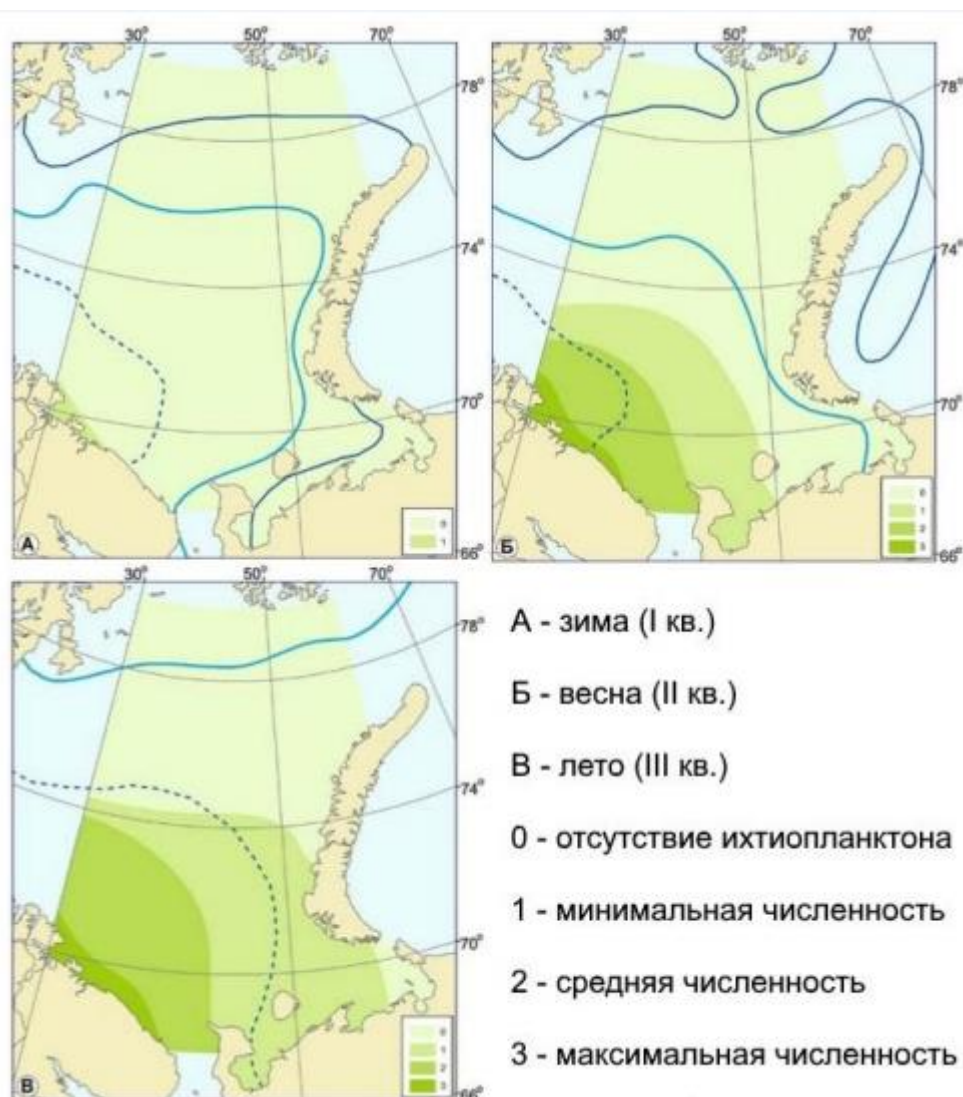 30° 50° 70°
78°
74°
70°
66°
А
0
1
30° 50° 70°
78°
74°
70°
66°
Б
0
1
2
3
30° 50° 70°
78°
74°
70°
66°
В
0
1
2
3
А - зима (I кв.)
Б - весна (II кв.)
В - лето (III кв.)
0 - отсутствие ихтиопланктона
1 - минимальная численность
2 - средняя численность
3 - максимальная численность